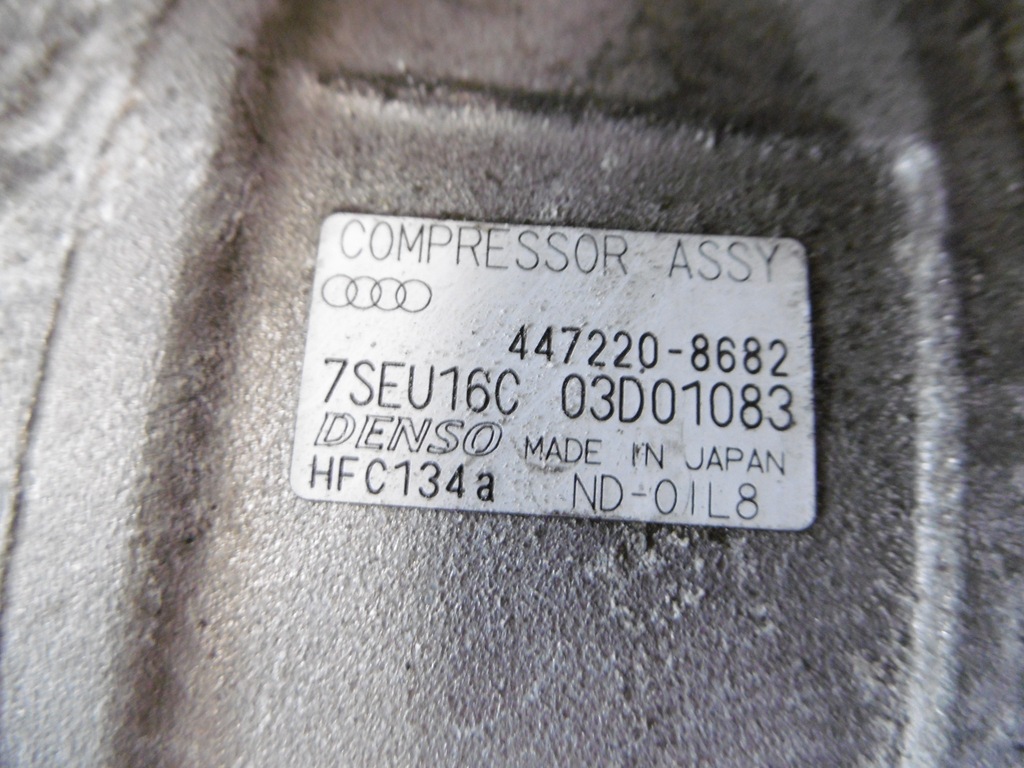 COMPRESSOR ASSY
447220-8682
7SEU16C 03D01083
DENSO MADE IN JAPAN
HFC134a ND-OIL8